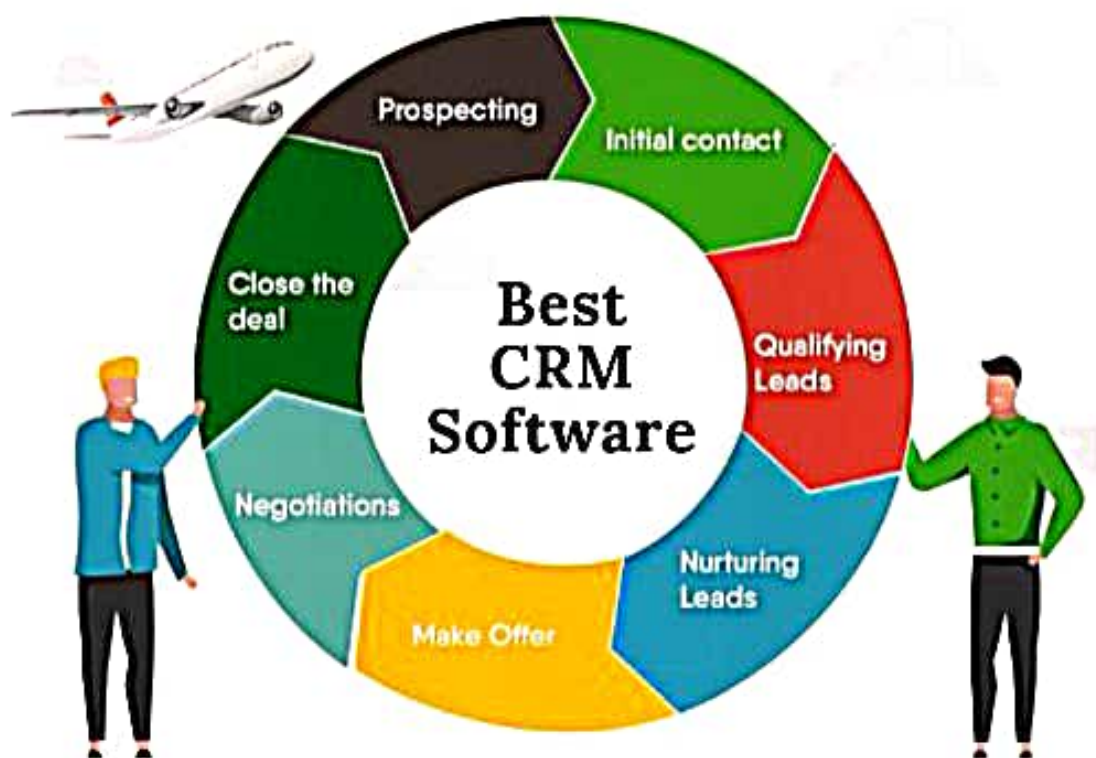 Prospecting
Initial contact
Qualifying
Leads
Nurturing
Leads
Make Offer
Negotiations
Close the
deal
Best
CRM
Software